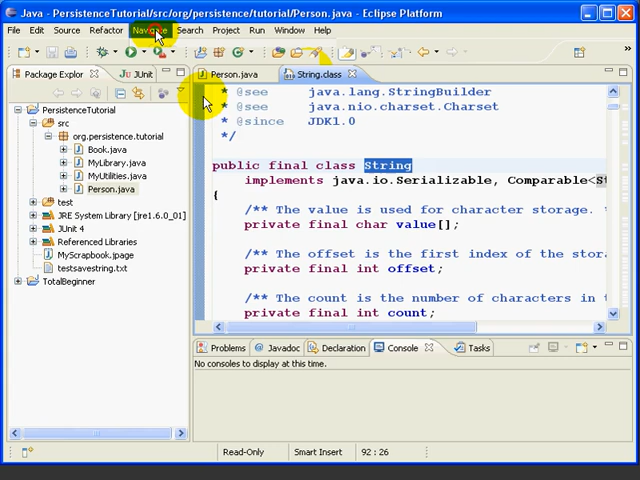 Java - PersistenceTutorial/src/org/persistence/tutorial/Person.java - Eclipse Platform
File Edit Source Refactor Navigate Search Project Run Window Help
Package Explor
JUnit
PersistenceTutorial
src
org.persistence.tutorial
Book.java
MyLibrary.java
MyUtilities.java
Person.java
test
JRE System Library [jre1.6.0_01]
JUnit 4
Referenced Libraries
MyScrapbook.jpage
testsavestring.txt
TotalBeginner
Person.java
String.class
* @see java.lang.StringBuilder
* @see java.nio.charset.Charset
* @since JDK1.0
*/
public final class String
implements java.io.Serializable, Comparable<St
{
/** The value is used for character storage.
private final char value[];
/** The offset is the first index of the stora
private final int offset;
/** The count is the number of characters in t
private final int count;
Problems Javadoc Declaration Console Tasks
No consoles to display at this time.
Read-Only Smart Insert 92 : 26